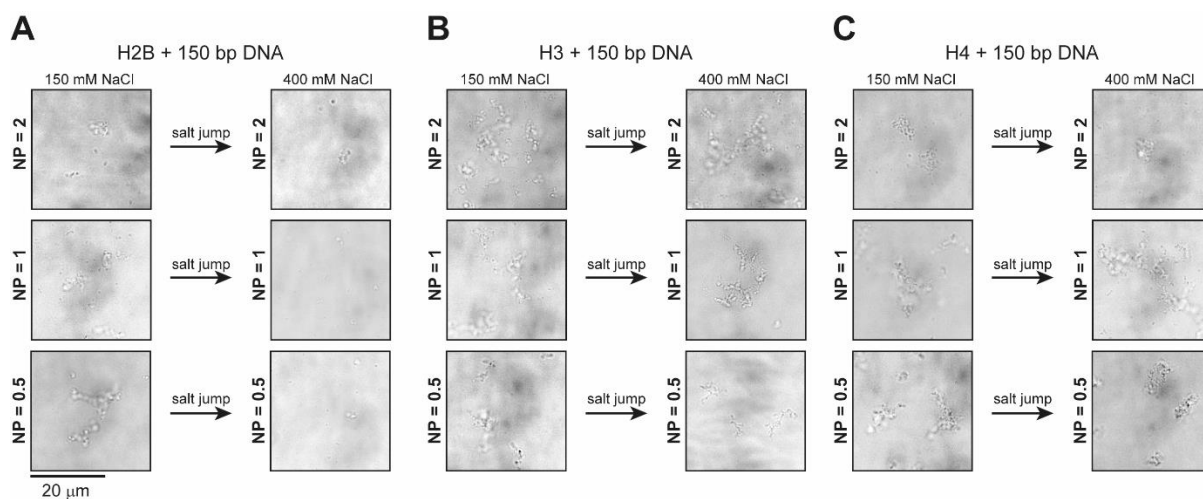 A
H2B + 150 bp DNA
150 mM NaCl
400 mM NaCl
NP = 2
salt jump
NP = 2
NP = 1
salt jump
NP = 1
NP = 0.5
salt jump
NP = 0.5
20 μm
B
H3 + 150 bp DNA
150 mM NaCl
400 mM NaCl
NP = 2
salt jump
NP = 2
NP = 1
salt jump
NP = 1
NP = 0.5
salt jump
NP = 0.5
C
H4 + 150 bp DNA
150 mM NaCl
400 mM NaCl
NP = 2
salt jump
NP = 2
NP = 1
salt jump
NP = 1
NP = 0.5
salt jump
NP = 0.5